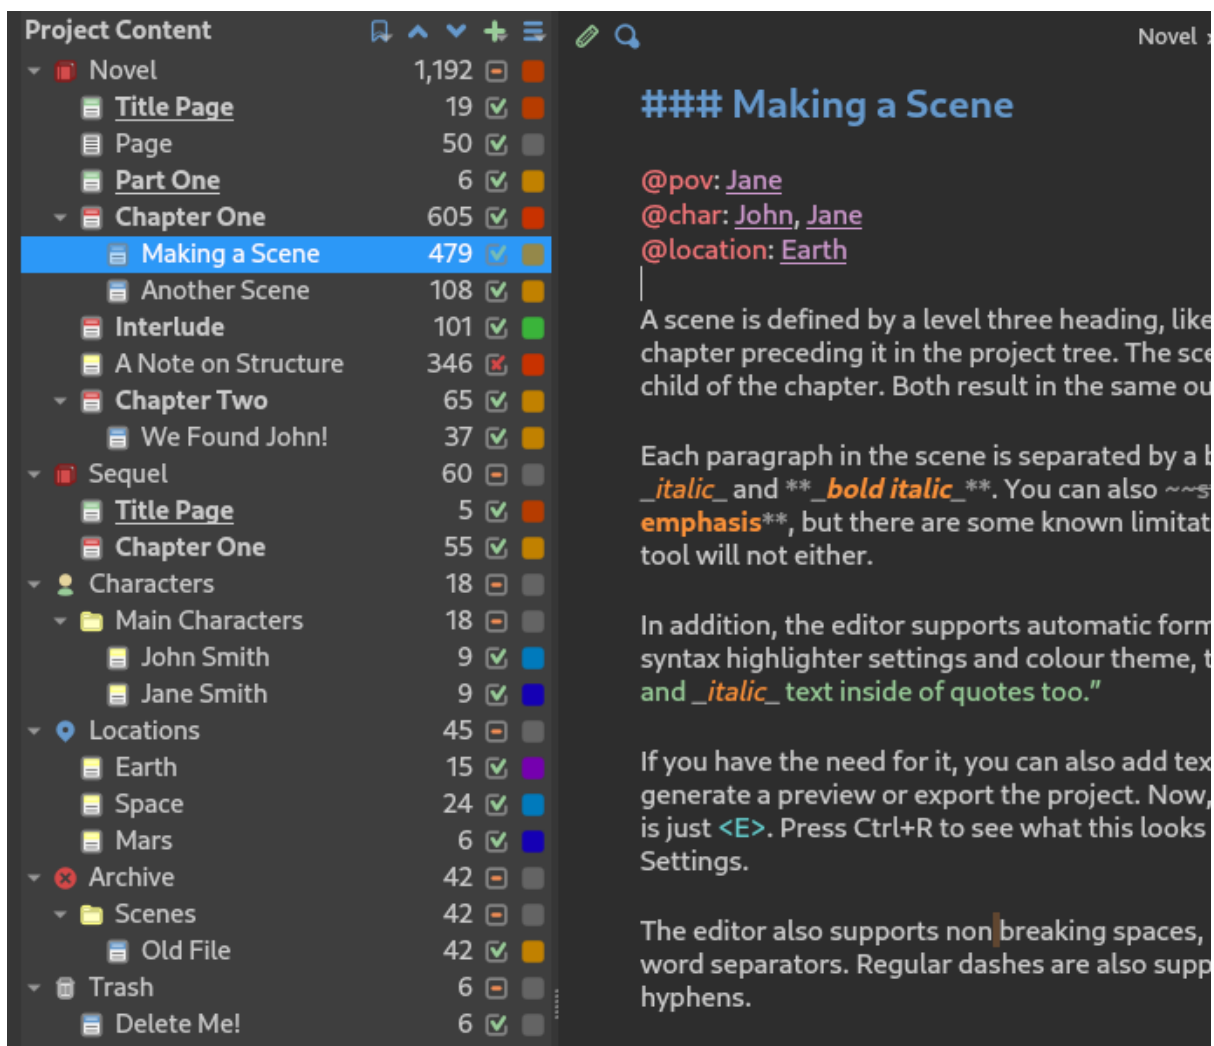 Project Content
Novel 1,192
Title Page 19
Page 50
Part One 6
Chapter One 605
Making a Scene 479
Another Scene 108
Interlude 101
A Note on Structure 346
Chapter Two 65
We Found John! 37
Sequel 60
Title Page 5
Chapter One 55
Characters 18
Main Characters 18
John Smith 9
Jane Smith 9
Locations 45
Earth 15
Space 24
Mars 6
Archive 42
Scenes 42
Old File 42
Trash 6
Delete Me! 6
Novel
### Making a Scene
@pov: Jane
@char: John, Jane
@location: Earth
A scene is defined by a level three heading, like
chapter preceding it in the project tree. The sce
child of the chapter. Both result in the same ou
Each paragraph in the scene is separated by a b
_italic_ and **_bold italic_**. You can also ~~s
emphasis**, but there are some known limitat
tool will not either.
In addition, the editor supports automatic form
syntax highlighter settings and colour theme, t
and _italic_ text inside of quotes too.”
If you have the need for it, you can also add tex
generate a preview or export the project. Now,
is just <E>. Press Ctrl+R to see what this looks
Settings.
The editor also supports non breaking spaces,
word separators. Regular dashes are also supp
hyphens.